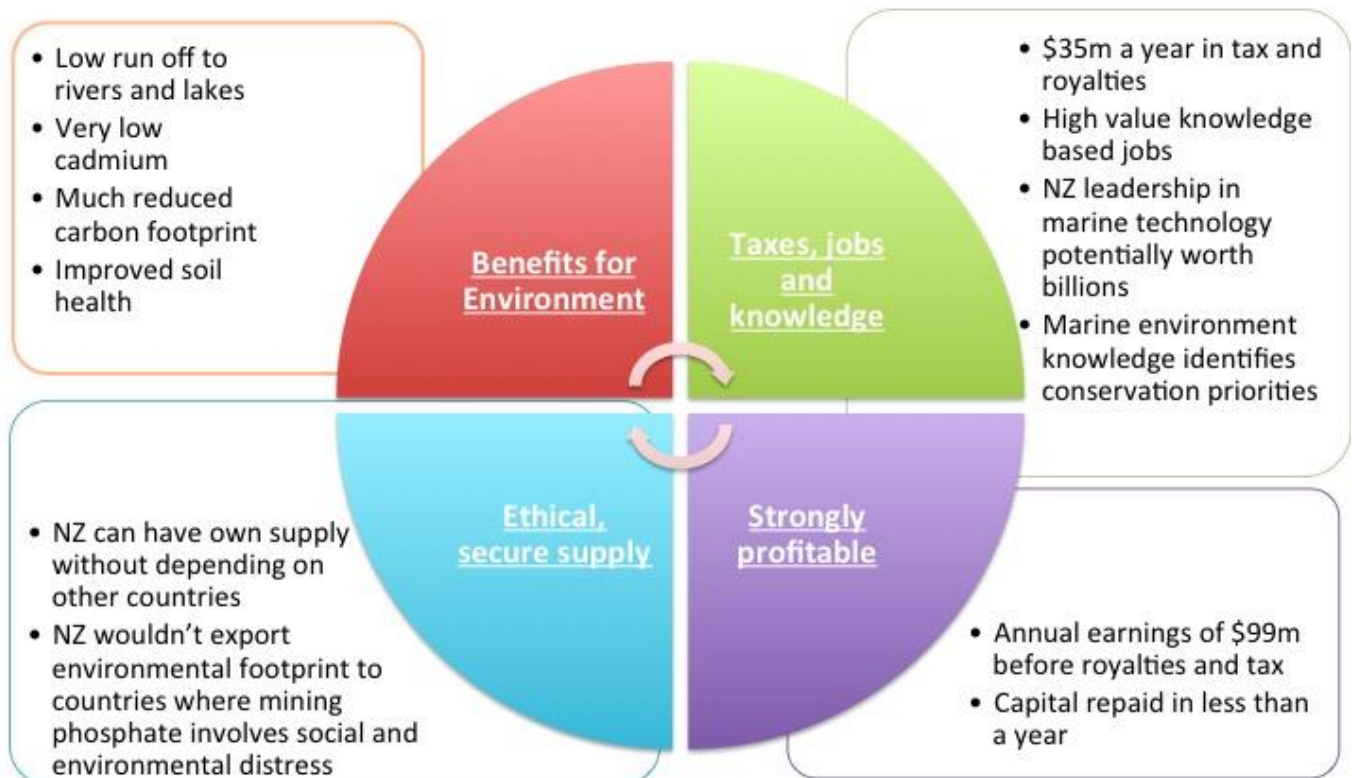 • Low run off to
rivers and lakes
• Very low
cadmium
• Much reduced
carbon footprint
• Improved soil
health
Benefits for
Environment
Taxes, jobs
and
knowledge
• $35m a year in tax and
royalties
• High value knowledge
based jobs
• NZ leadership in
marine technology
potentially worth
billions
• Marine environment
knowledge identifies
conservation priorities
• NZ can have own supply
without depending on
other countries
• NZ wouldn’t export
environmental footprint to
countries where mining
phosphate involves social and
environmental distress
Ethical,
secure supply
Strongly
profitable
• Annual earnings of $99m
before royalties and tax
• Capital repaid in less than
a year